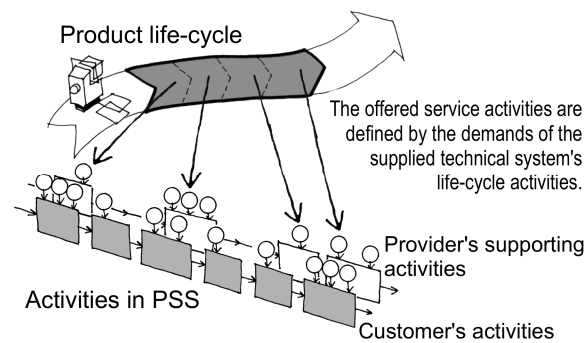 Product life-cycle
The offered service activities are
defined by the demands of the
supplied technical system's
life-cycle activities.
Provider's supporting
activities
Activities in PSS
Customer's activities